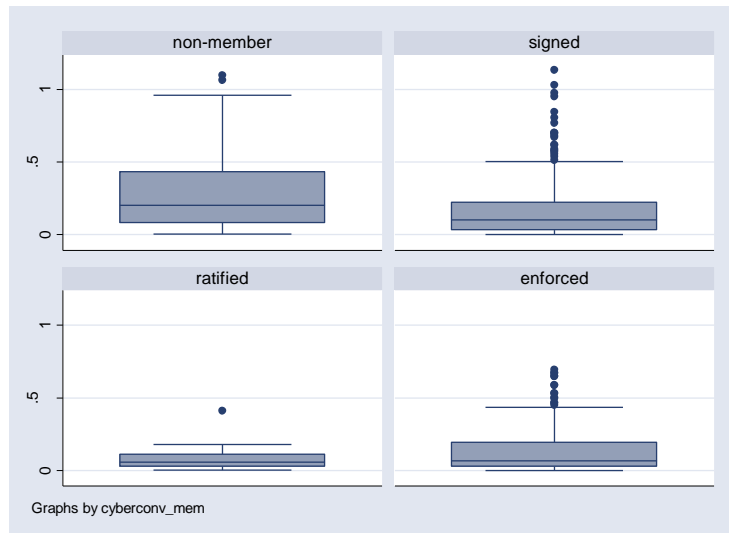 non-member
signed
1
.5
0
ratified
enforced
1
.5
0
Graphs by cyberconv_mem